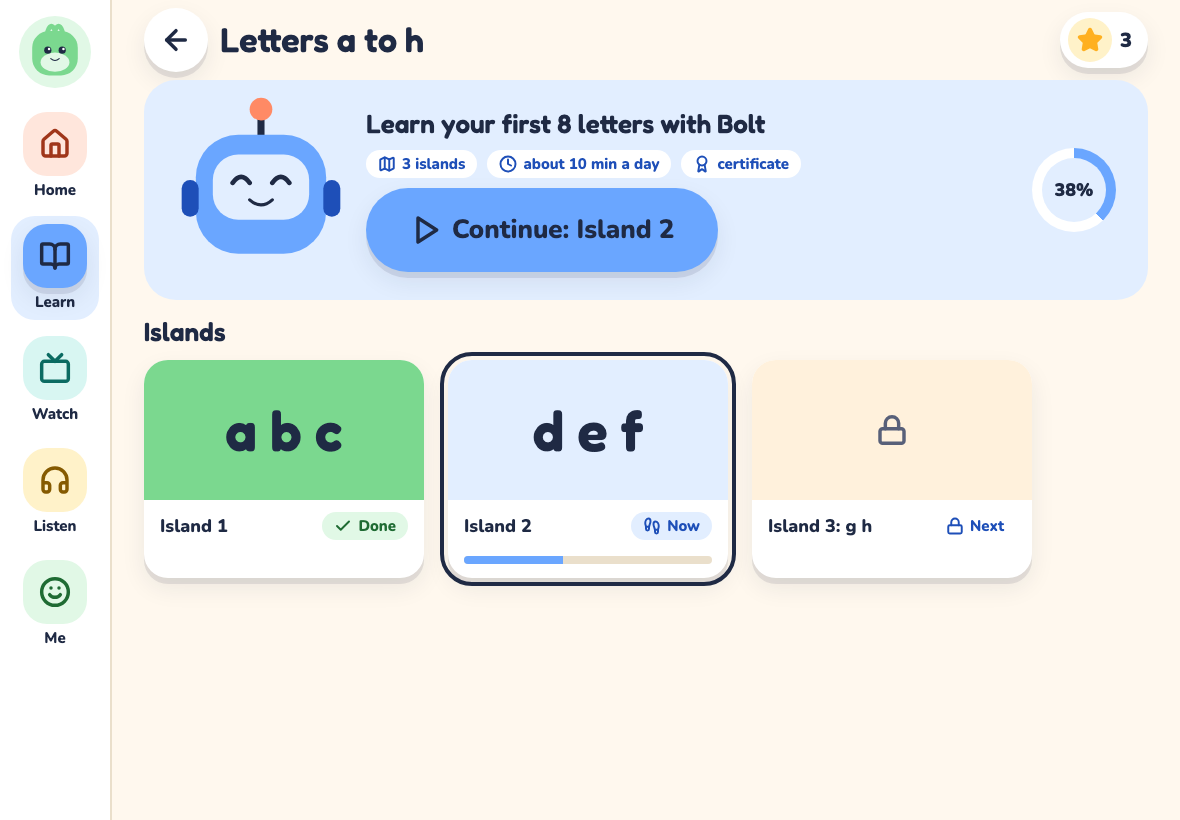 Letters a to h
3
Home
Learn
Watch
Listen
Me
Learn your first 8 letters with Bolt
3 islands
about 10 min a day
certificate
Continue: Island 2
38%
Islands
a b c
Island 1
Done
d e f
Island 2
Now
Island 3: g h
Next